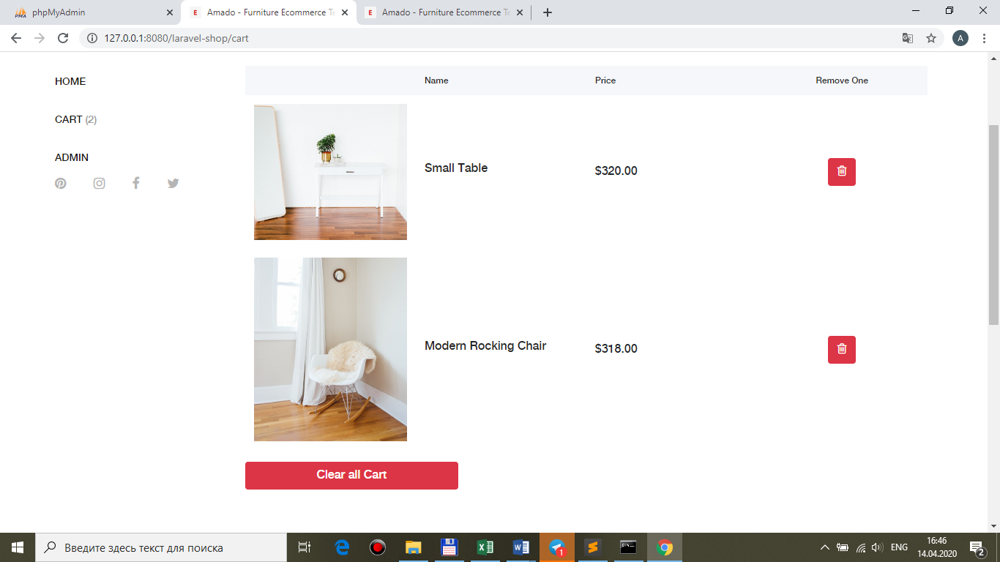 phpMyAdmin
Amado - Furniture Ecommerce Te
Amado - Furniture Ecommerce Te
127.0.0.1:8080/laravel-shop/cart
A
HOME
CART (2)
ADMIN
Name Price Remove One
Small Table $320.00
Modern Rocking Chair $318.00
Clear all Cart
Введите здесь текст для поиска
1
ENG
16:46
14.04.2020
2